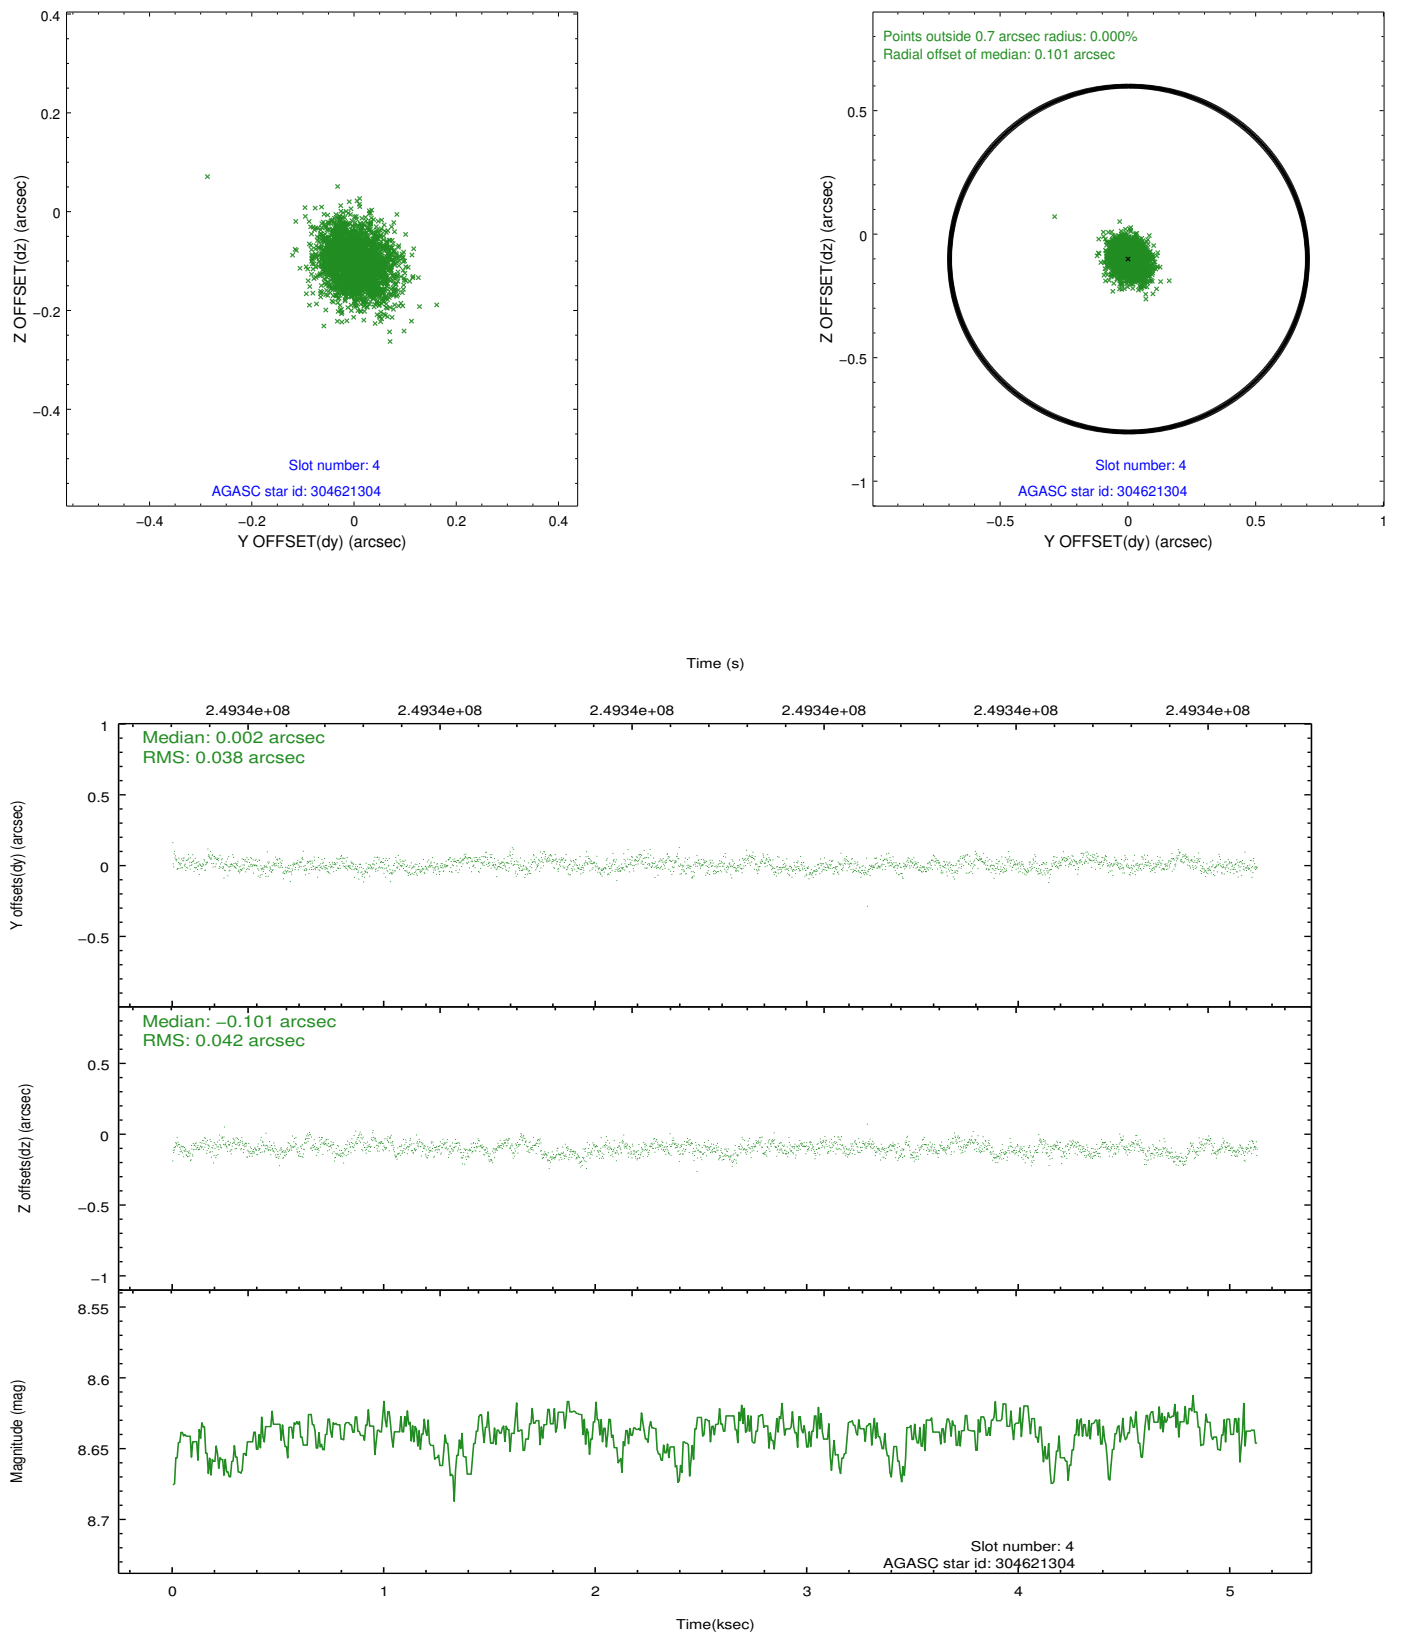 0.4
0.2
0
−0.2
−0.4
Z OFFSET(dz) (arcsec)
Slot number: 4
AGASC star id: 304621304
−0.4 −0.2 0 0.2 0.4
Y OFFSET(dy) (arcsec)
Points outside 0.7 arcsec radius: 0.000%
Radial offset of median: 0.101 arcsec
0.5
0
−0.5
−1
Z OFFSET(dz) (arcsec)
Slot number: 4
AGASC star id: 304621304
−0.5 0 0.5 1
Y OFFSET(dy) (arcsec)
Time (s)
2.4934e+08 2.4934e+08 2.4934e+08 2.4934e+08 2.4934e+08 2.4934e+08
Median: 0.002 arcsec
RMS: 0.038 arcsec
1
0.5
0
−0.5
Y offsets(dy) (arcsec)
Median: −0.101 arcsec
RMS: 0.042 arcsec
0.5
0
−0.5
−1
Z offsets(dz) (arcsec)
8.55
8.6
8.65
8.7
Magnitude (mag)
Slot number: 4
AGASC star id: 304621304
0 1 2 3 4 5
Time(ksec)